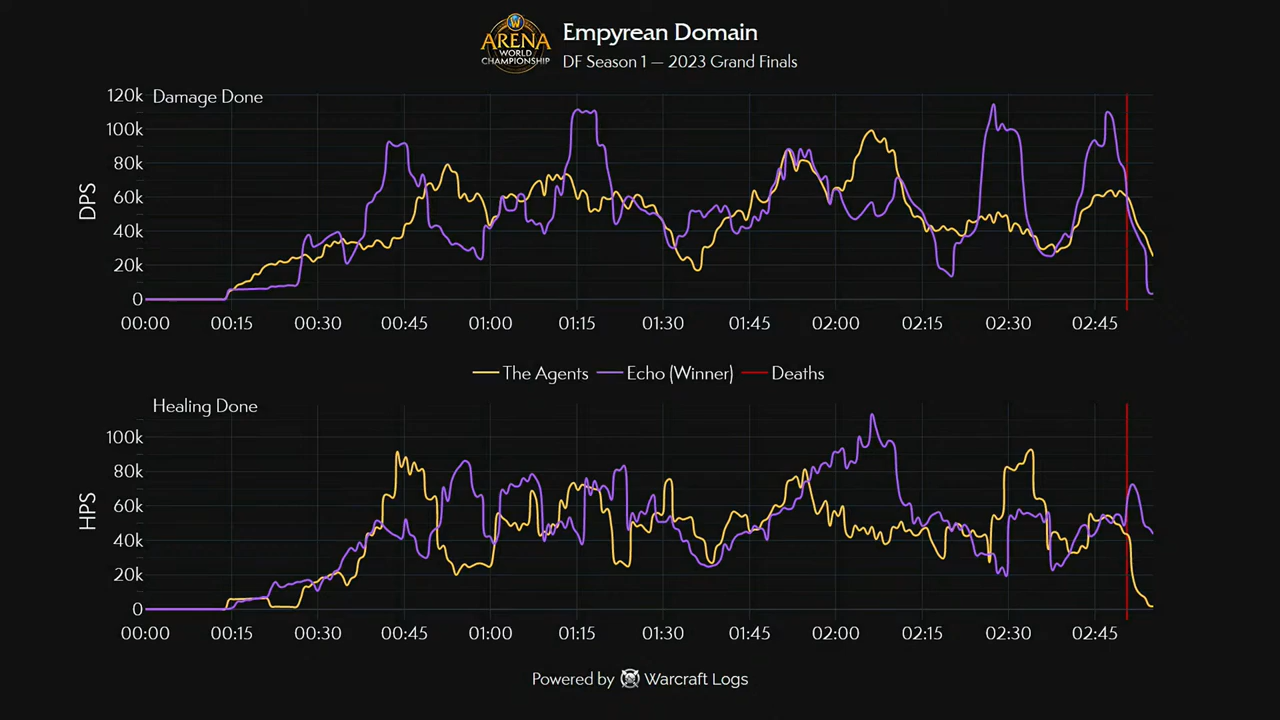 W
ARENA
WORLD
CHAMPIONSHIP
Empyrean Domain
DF Season 1 — 2023 Grand Finals
Damage Done
DPS
120k
100k
80k
60k
40k
20k
0
00:00 00:15 00:30 00:45 01:00 01:15 01:30 01:45 02:00 02:15 02:30 02:45
The Agents Echo (Winner) Deaths
Healing Done
HPS
100k
80k
60k
40k
20k
0
00:00 00:15 00:30 00:45 01:00 01:15 01:30 01:45 02:00 02:15 02:30 02:45
Powered by Warcraft Logs